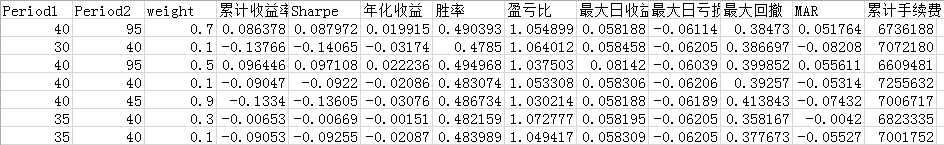 Period1 Period2 weight 累计收益率 Sharpe 年化收益 胜率 盈亏比 最大日收益 最大日亏损 最大回撤 MAR 累计手续费
40 95 0.7 0.086378 0.087972 0.019915 0.490393 1.054899 0.058188 -0.06114 0.38473 0.051764 6736188
30 40 0.1 -0.13766 -0.14065 -0.03174 0.4785 1.064012 0.058458 -0.06205 0.386697 -0.08208 7072180
40 95 0.5 0.096446 0.097108 0.022236 0.494968 1.037503 0.08142 -0.06039 0.399852 0.055611 6609481
40 40 0.1 -0.09047 -0.0922 -0.02086 0.483074 1.053308 0.058306 -0.06206 0.39257 -0.05314 7255632
40 45 0.9 -0.1334 -0.13605 -0.03076 0.486734 1.030214 0.058188 -0.06189 0.413843 -0.07432 7006717
35 40 0.3 -0.00653 -0.00669 -0.00151 0.482159 1.072777 0.058195 -0.06205 0.358167 -0.0042 6823335
35 40 0.1 -0.09053 -0.09255 -0.02087 0.483989 1.049417 0.058309 -0.06205 0.377673 -0.05527 7001752